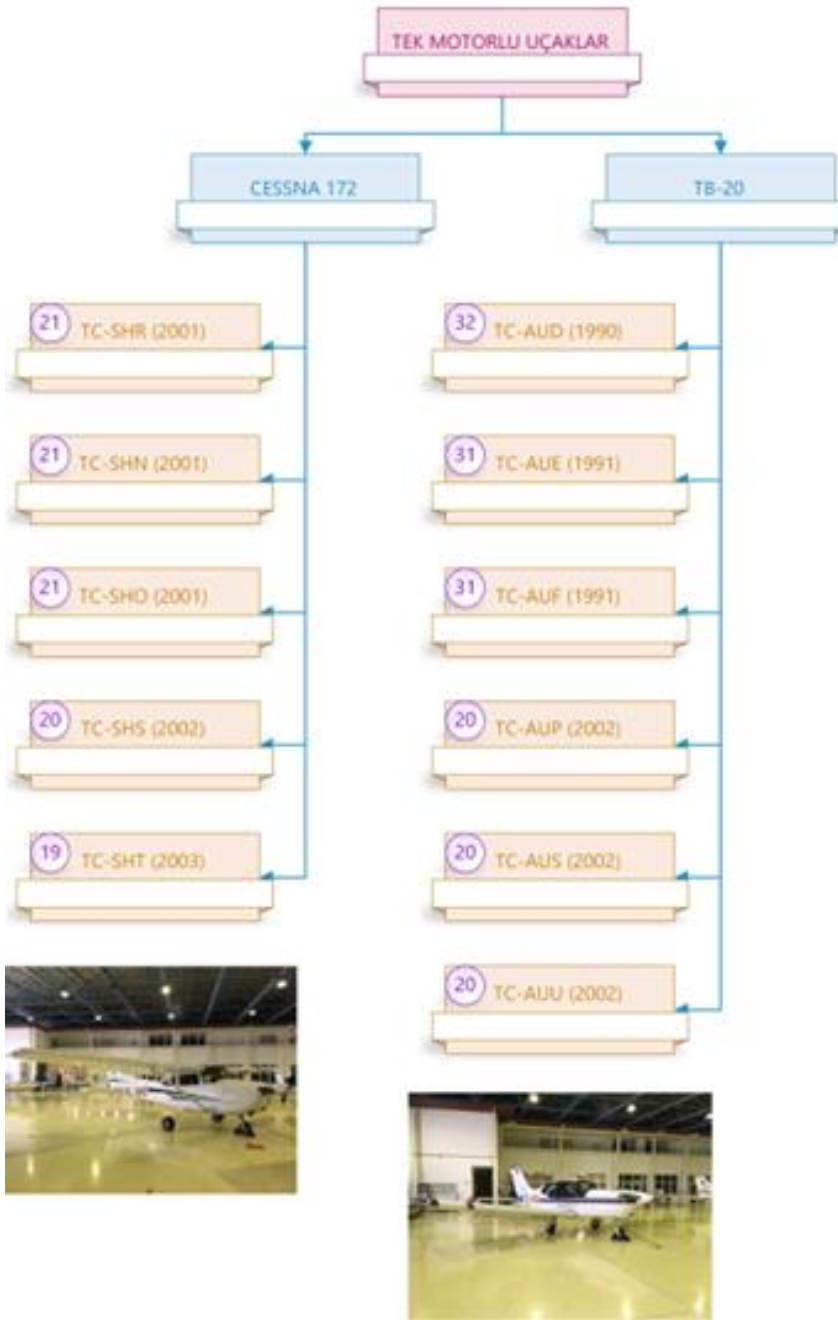 TEK MOTORLU UÇAKLAR
CESSNA 172
TB-20
21 TC-SHR (2001)
21 TC-SHN (2001)
21 TC-SHO (2001)
20 TC-SHS (2002)
19 TC-SHT (2003)
32 TC-AUD (1990)
31 TC-AUE (1991)
31 TC-AUF (1991)
20 TC-AUP (2002)
20 TC-AUS (2002)
20 TC-AUU (2002)